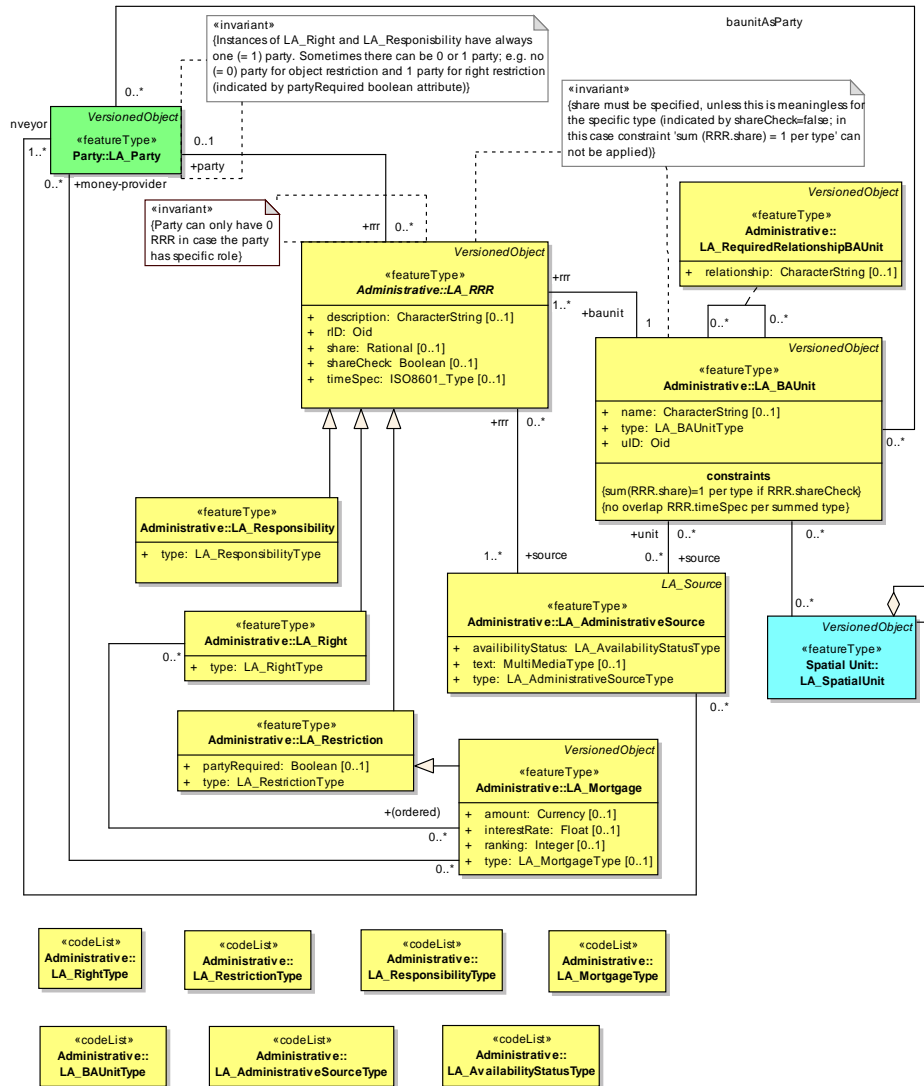 «invariant»
{Instances of LA_Right and LA_Responisbility have always
one (= 1) party. Sometimes there can be 0 or 1 party; e.g. no
(= 0) party for object restriction and 1 party for right restriction
(indicated by partyRequired boolean attribute)}
baunitAsParty
«invariant»
{share must be specified, unless this is meaningless for
the specific type (indicated by shareCheck=false; in
this case constraint 'sum (RRR.share) = 1 per type' can
not be applied)}
0..*
nveyor
1..*
VersionedObject
«featureType»
Party::LA_Party
0..1
+party
0..*
+money-provider
«invariant»
{Party can only have 0
RRR in case the party
has specific role}
+rrr
0..*
VersionedObject
«featureType»
Administrative::
LA_RequiredRelationshipBAUnit
+ relationship: CharacterString [0..1]
VersionedObject
«featureType»
Administrative::LA_RRR
+ description: CharacterString [0..1]
+ rID: Oid
+ share: Rational [0..1]
+ shareCheck: Boolean [0..1]
+ timeSpec: ISO8601_Type [0..1]
+rrr
1..*
+baunit
1
0..*
0..*
VersionedObject
«featureType»
Administrative::LA_BAUnit
+ name: CharacterString [0..1]
+ type: LA_BAUnitType
+ uID: Oid
constraints
{sum(RRR.share)=1 per type if RRR.shareCheck}
{no overlap RRR.timeSpec per summed type}
0..*
+rrr
0..*
«featureType»
Administrative::LA_Responsibility
+ type: LA_ResponsibilityType
+unit
0..*
0..*
1..*
+source
0..*
+source
LA_Source
«featureType»
Administrative::LA_AdministrativeSource
+ availibilityStatus: LA_AvailabilityStatusType
+ text: MultiMediaType [0..1]
+ type: LA_AdministrativeSourceType
0..*
0..*
VersionedObject
«featureType»
Spatial Unit::
LA_SpatialUnit
«featureType»
Administrative::LA_Right
+ type: LA_RightType
0..*
«featureType»
Administrative::LA_Restriction
+ partyRequired: Boolean [0..1]
+ type: LA_RestrictionType
VersionedObject
«featureType»
Administrative::LA_Mortgage
+ amount: Currency [0..1]
+ interestRate: Float [0..1]
+ ranking: Integer [0..1]
+ type: LA_MortgageType [0..1]
+(ordered)
0..*
0..*
«codeList»
Administrative::
LA_RightType
«codeList»
Administrative::
LA_RestrictionType
«codeList»
Administrative::
LA_ResponsibilityType
«codeList»
Administrative::
LA_MortgageType
«codeList»
Administrative::
LA_BAUnitType
«codeList»
Administrative::
LA_AdministrativeSourceType
«codeList»
Administrative::
LA_AvailabilityStatusType